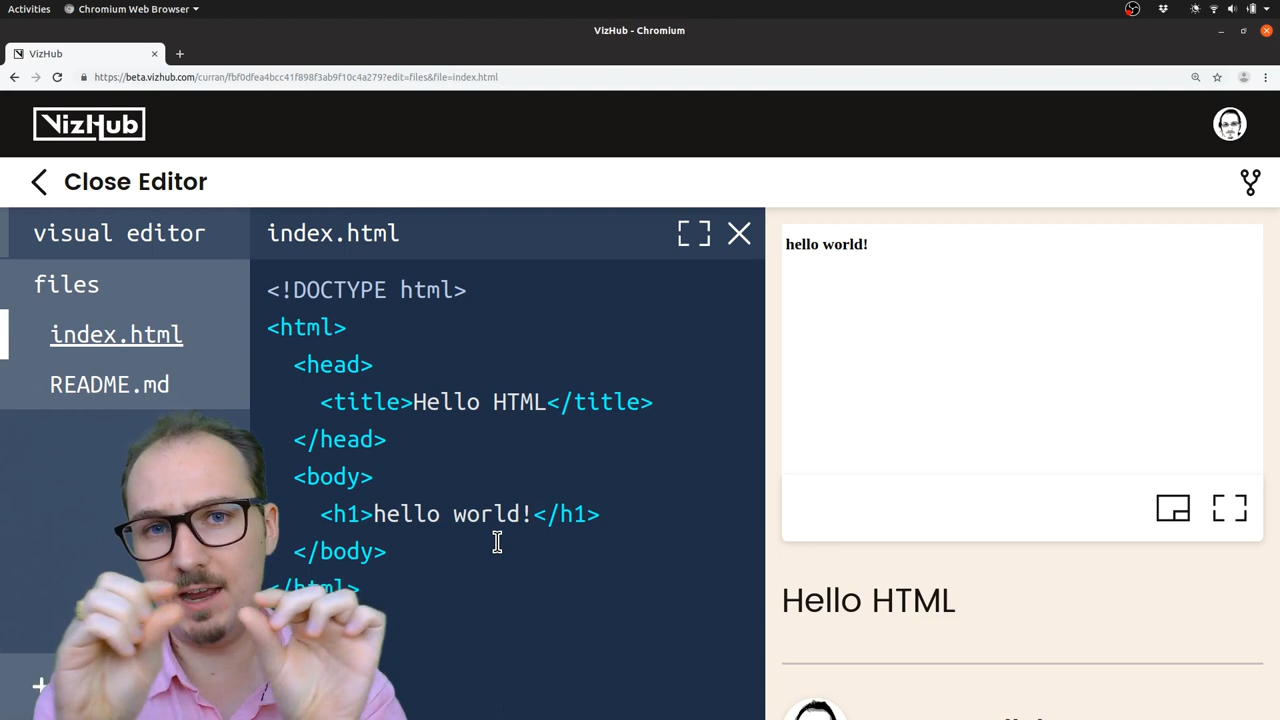 Activities
Chromium Web Browser
VizHub - Chromium
VizHub
https://beta.vizhub.com/curran/fbf0dfea4bcc41f898f3ab9f10c4a279?edit=files&file=index.html
VizHub
Close Editor
visual editor
files
index.html
README.md
index.html
<!DOCTYPE html>
<html>
<head>
<title>Hello HTML</title>
</head>
<body>
<h1>hello world!</h1>
</body>
</html>
hello world!
Hello HTML